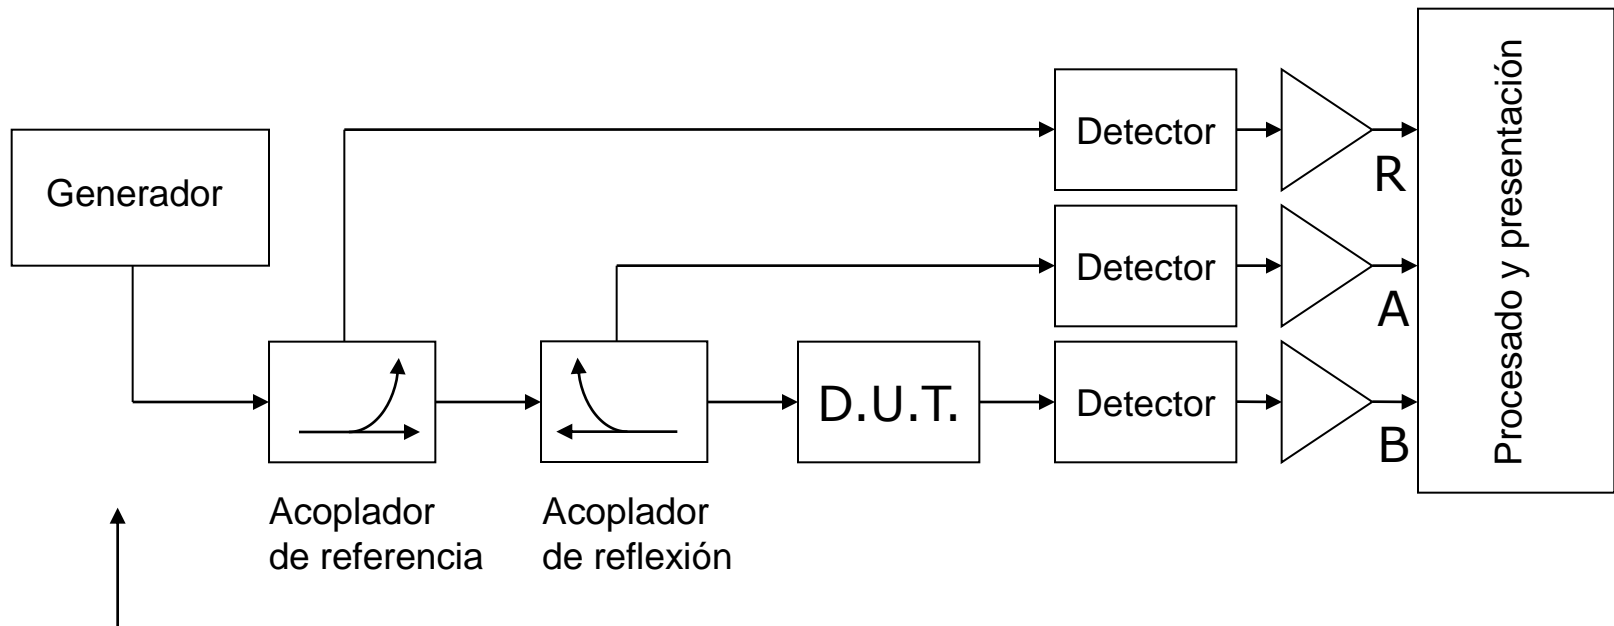 Generador
Detector
R
Detector
A
D.U.T.
Detector
B
Procesado y presentación
Acoplador
de referencia
Acoplador
de reflexión